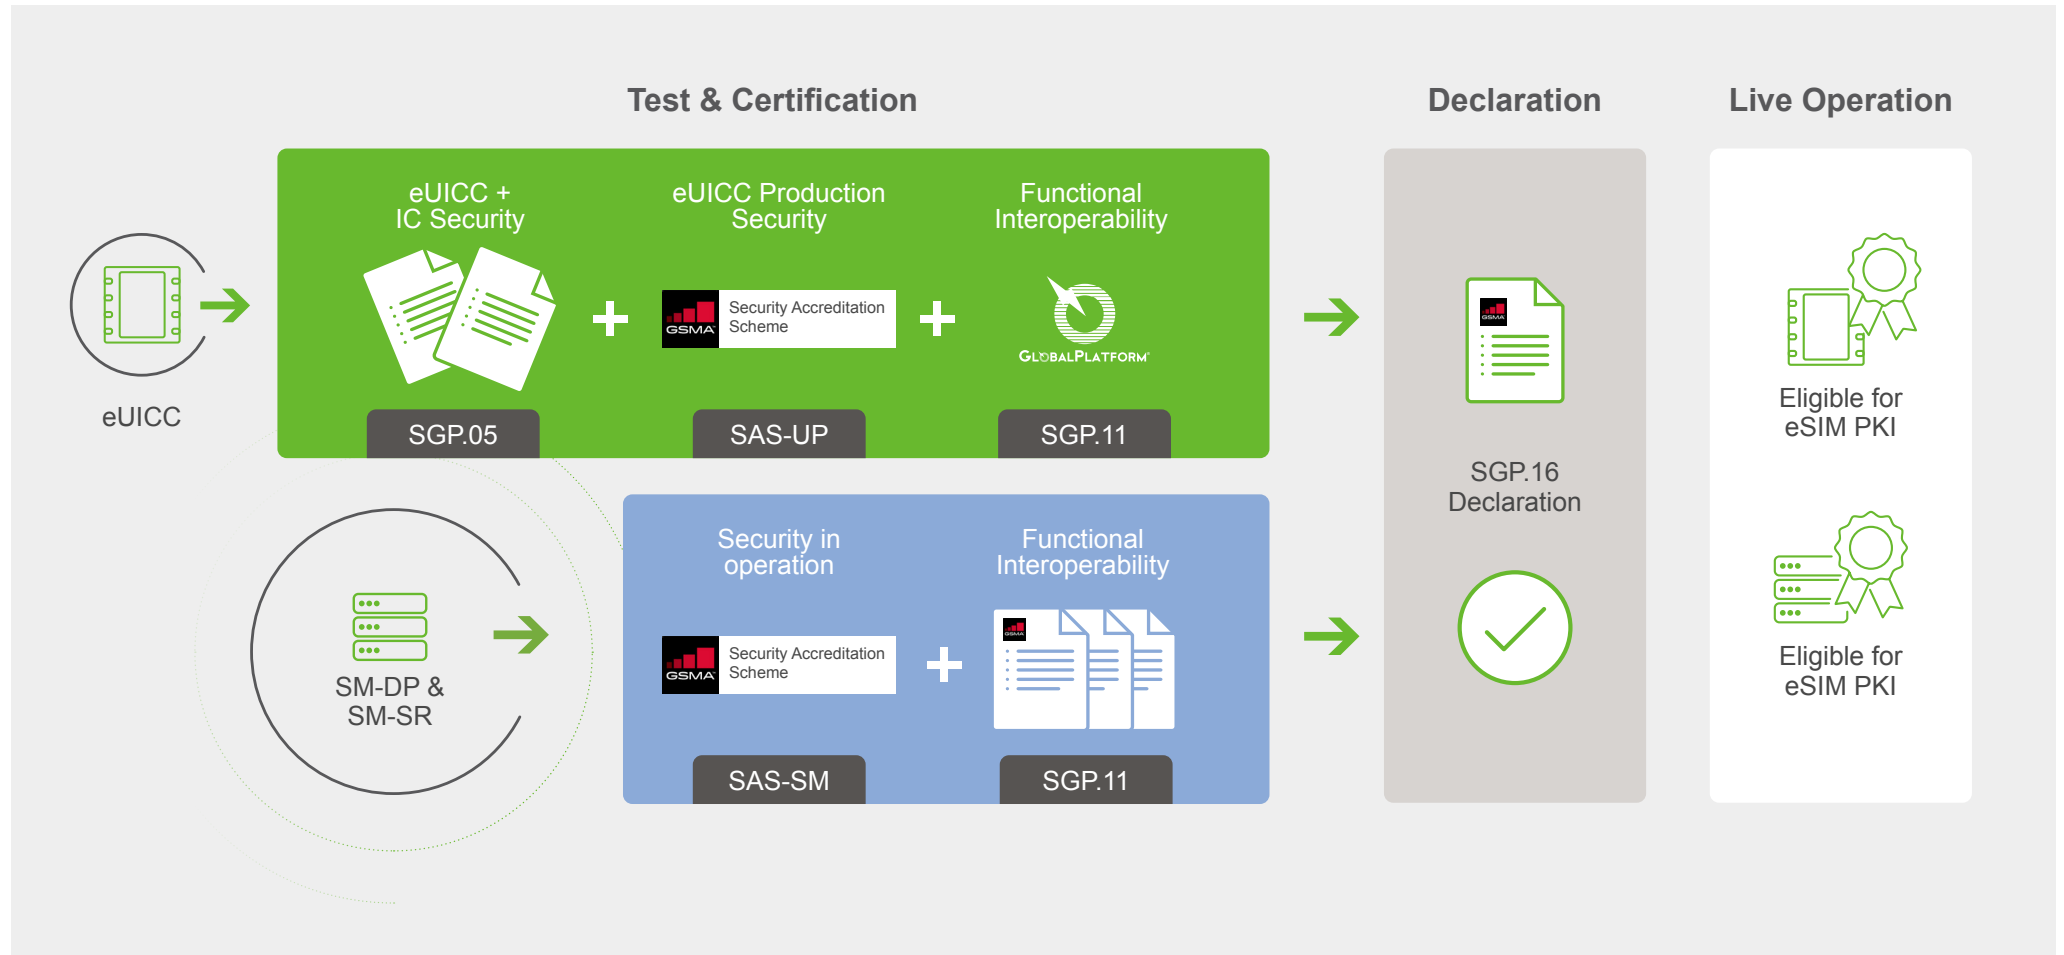 Test & Certification
Declaration
Live Operation
eUICC +
IC Security
eUICC Production
Security
Functional
Interoperability
GSMA
Security Accreditation
Scheme
GLOBALPLATFORM
SGP.05
SAS-UP
SGP.11
eUICC
GSMA
SGP.16
Declaration
Eligible for
eSIM PKI
Security in
operation
Functional
Interoperability
SM-DP &
SM-SR
GSMA
Security Accreditation
Scheme
GSMA
SAS-SM
SGP.11
Eligible for
eSIM PKI